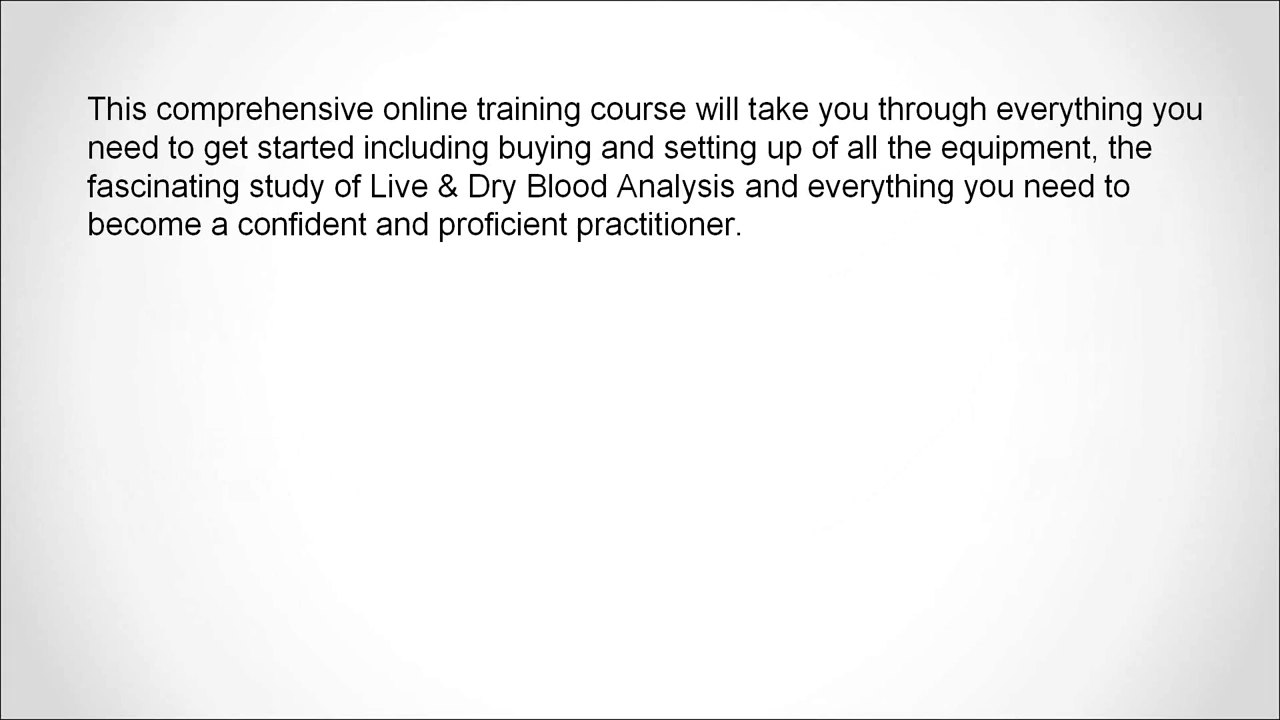 This comprehensive online training course will take you through everything you
need to get started including buying and setting up of all the equipment, the
fascinating study of Live & Dry Blood Analysis and everything you need to
become a confident and proficient practitioner.